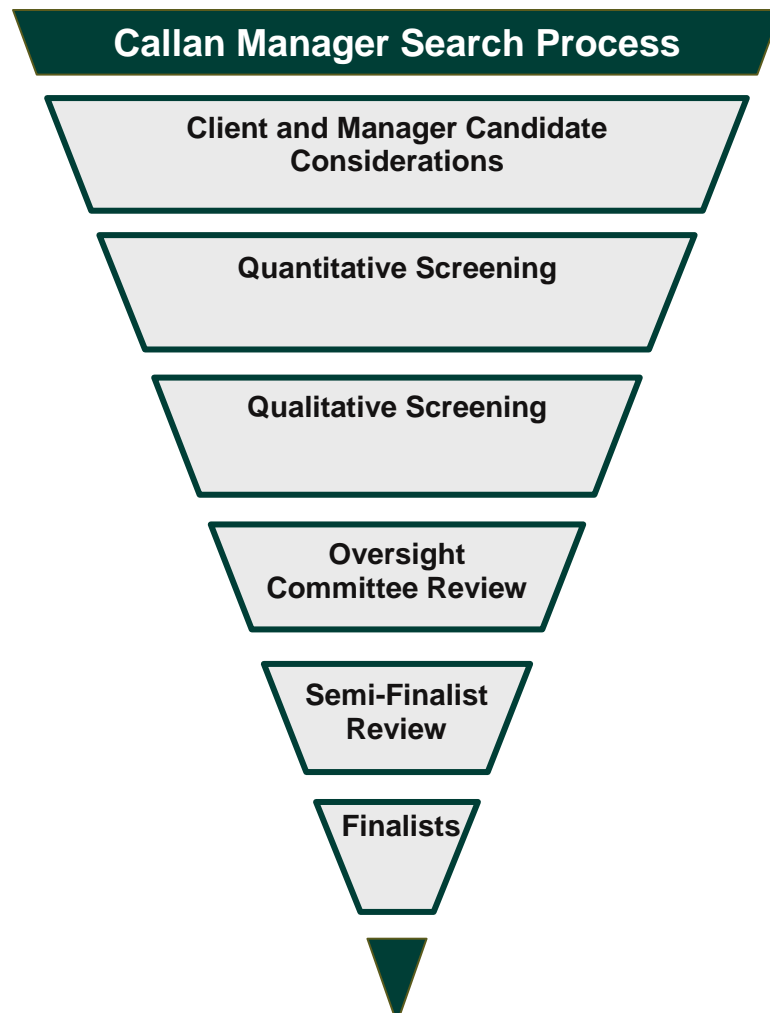 Callan Manager Search Process
Client and Manager Candidate
Considerations
Quantitative Screening
Qualitative Screening
Oversight
Committee Review
Semi-Finalist
Review
Finalists